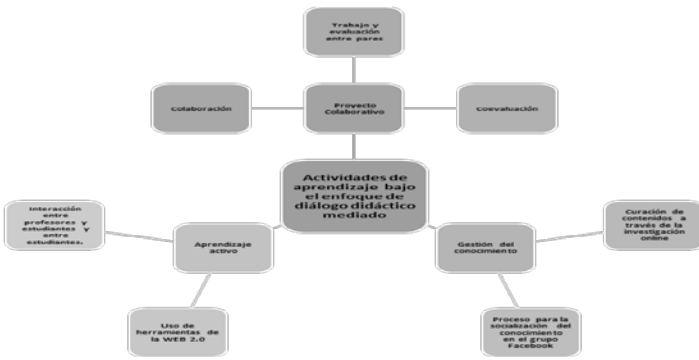 Trabajo y
evaluación
entre pares
Colaboración
Proyecto
Colaborativo
Coevaluación
Actividades de
aprendizaje bajo
el enfoque de
diálogo didáctico
mediado
Interacción
entre
profesores y
estudiantes y
entre
estudiantes.
Aprendizaje
activo
Gestión del
conocimiento
Curación de
contenidos a
través de la
investigación
online
Uso de
herramientas de
la WEB 2.0
Proceso para la
socialización del
conocimiento
en el grupo
Facebook